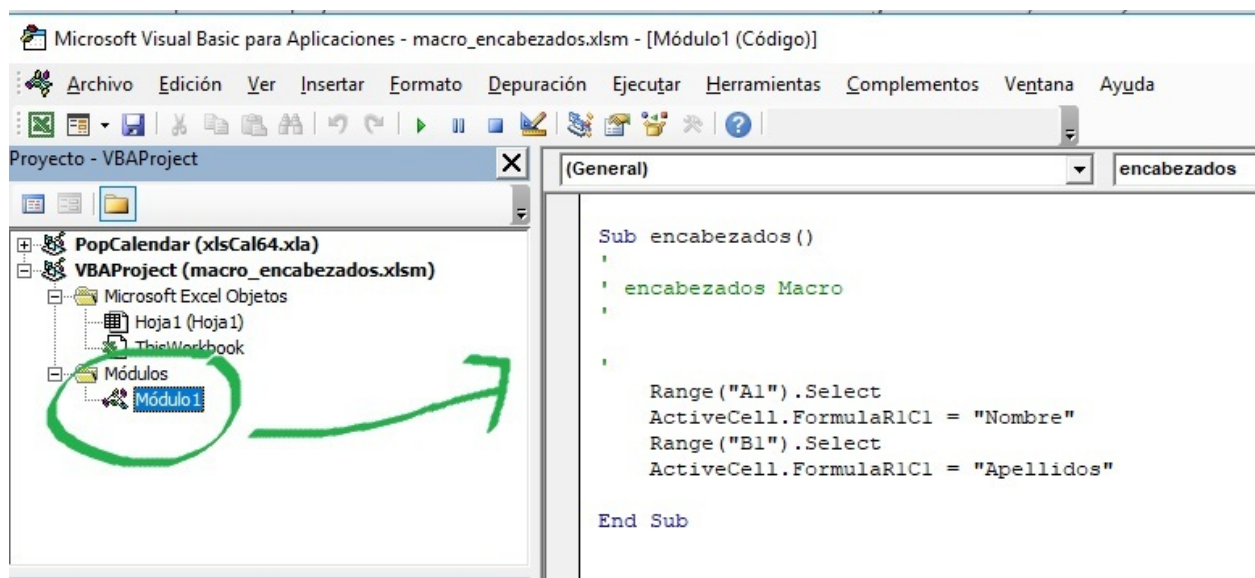 Microsoft Visual Basic para Aplicaciones - macro_encabezados.xlsm - [Módulo1 (Código)]
Archivo Edición Ver Insertar Formato Depuración Ejecutar Herramientas Complementos Ventana Ayuda
Proyecto - VBAProject
PopCalendar (xlsCal64.xla)
VBAProject (macro_encabezados.xlsm)
Microsoft Excel Objetos
Hoja1 (Hoja1)
ThisWorkbook
Módulos
Módulo1
(General) encabezados
Sub encabezados()
'
' encabezados Macro
'
'
Range("A1").Select
ActiveCell.FormulaR1C1 = "Nombre"
Range("B1").Select
ActiveCell.FormulaR1C1 = "Apellidos"
End Sub